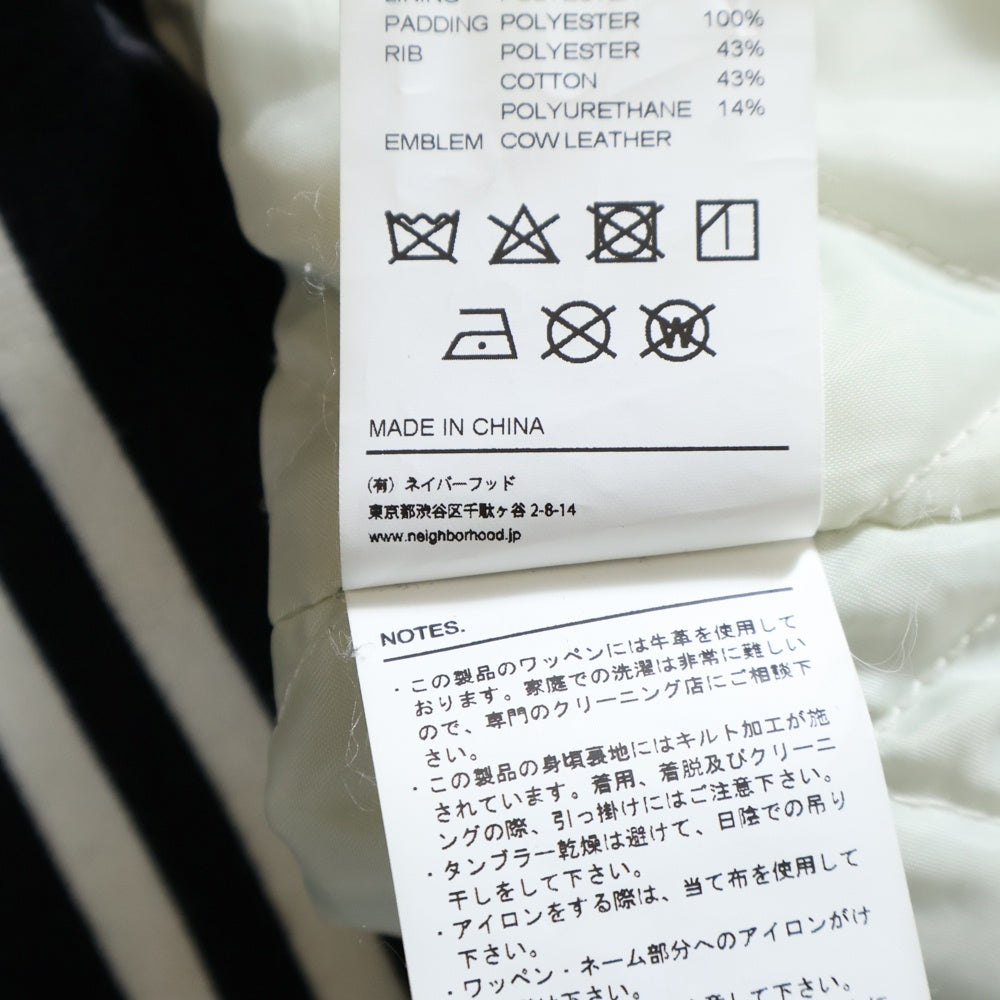 LINING POLYESTER
PADDING POLYESTER 100%
RIB POLYESTER 43%
COTTON 43%
POLYURETHANE 14%
EMBLEM COW LEATHER
W
MADE IN CHINA
(有) ネイバーフッド
東京都渋谷区千駄ヶ谷 2-8-14
www.neighborhood.jp
NOTES.
・この製品のワッペンには牛革を使用して
おります。家庭での洗濯は非常に難しい
ので、専門のクリーニング店にご相談下
さい。
・この製品の身頃裏地にはキルト加工が施
されています。着用、着脱及びクリーニ
ングの際、引っ掛けにはご注意下さい。
・タンブラー乾燥は避けて、日陰での吊り
干しをして下さい。
・アイロンをする際は、当て布を使用して
下さい。
・ワッペン・ネーム部分へのアイロンがけ
下さい。
して下さい。